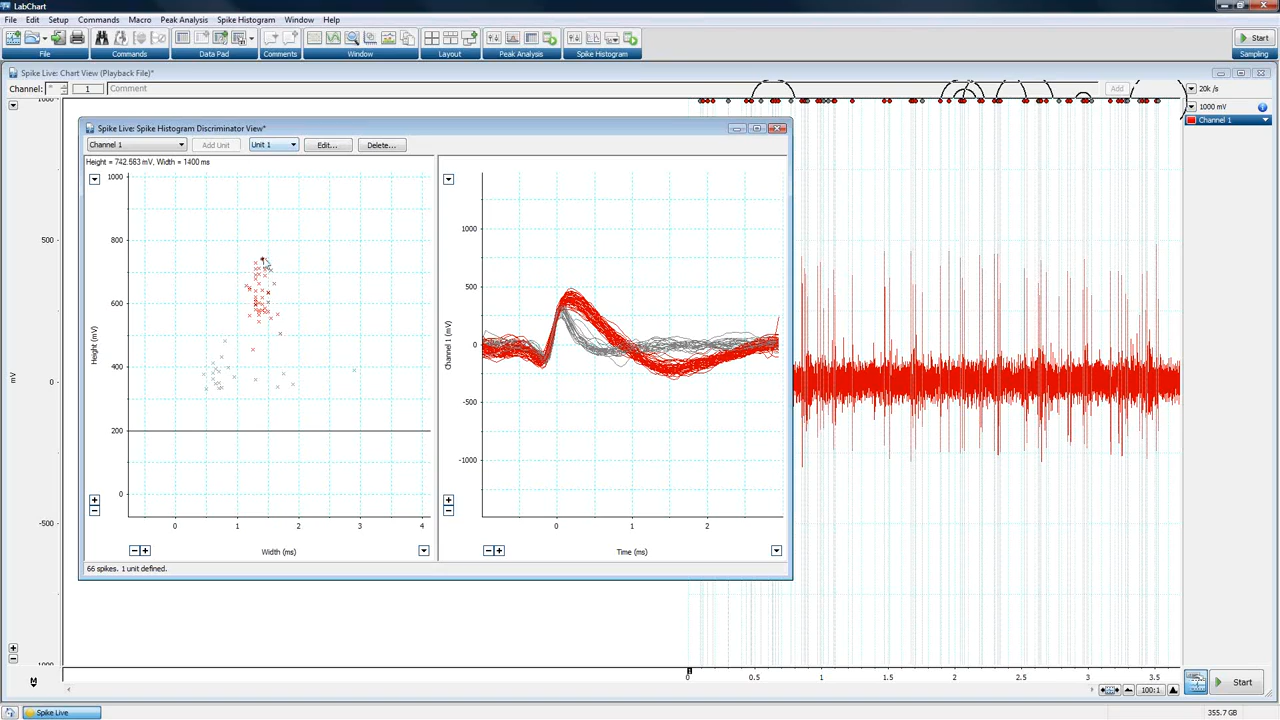 LabChart
File Edit Setup Commands Macro Peak Analysis Spike Histogram Window Help
File Commands Data Pad Comments Window Layout Peak Analysis Spike Histogram
Start
Sampling
Spike Live: Chart View (Playback File)*
Channel: 1 Comment Add 20k /s
1000 mV
Channel 1
Spike Live: Spike Histogram Discriminator View*
Channel 1 Add Unit Unit 1 Edit... Delete...
Height = 742.563 mV, Width = 1400 ms
1000
800
600
400
200
0
Height (mV)
0 1 2 3 4
Width (ms)
1000
500
0
-500
-1000
Channel 1 (mV)
0 1 2
Time (ms)
66 spikes. 1 unit defined.
1000
500
0
-500
-1000
mV
0 0.5 1 1.5 2 2.5 3 3.5
100:1
Start
Spike Live
355.7 GB